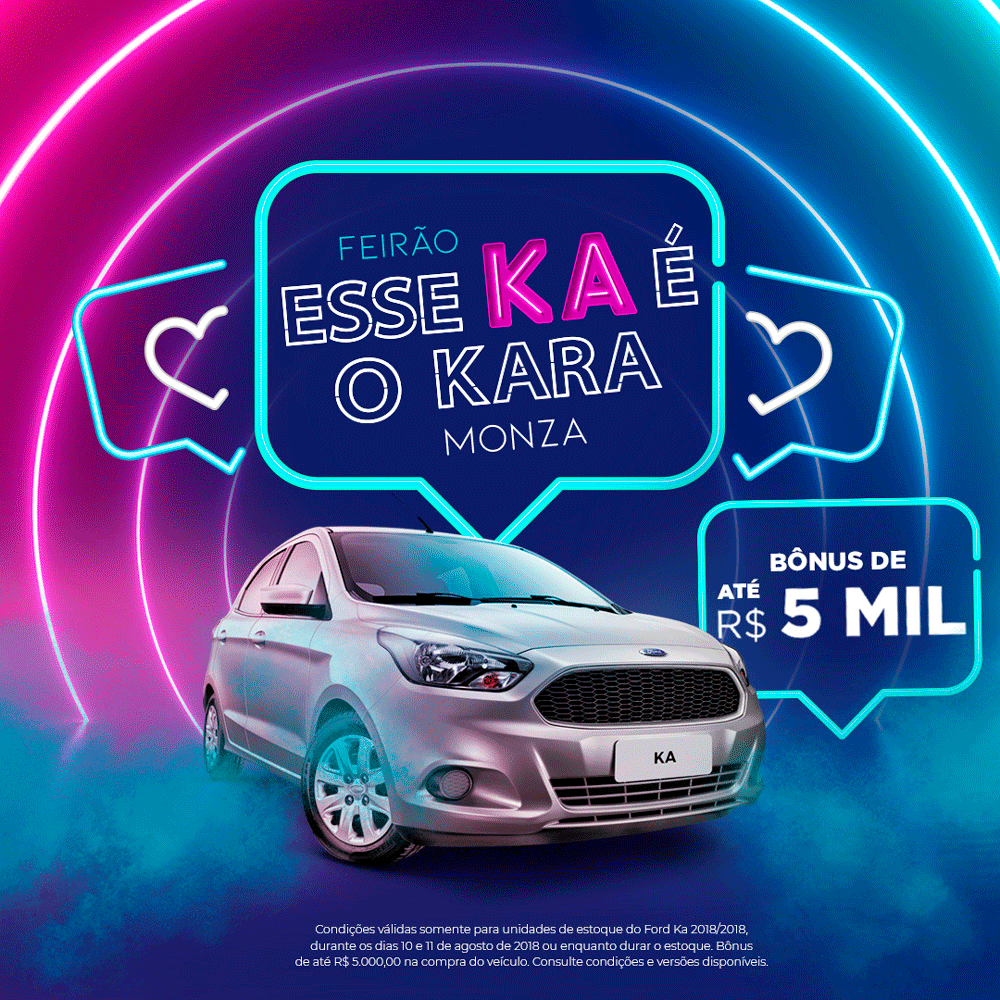 FEIRÃO
ESSE KA É
O KARA
MONZA
BÔNUS DE
ATÉ
R$ 5 MIL
Ford
KA
Condições válidas somente para unidades de estoque do Ford Ka 2018/2018,
durante os dias 10 e 11 de agosto de 2018 ou enquanto durar o estoque. Bônus
de até R$ 5.000,00 na compra do veículo. Consulte condições e versões disponíveis.